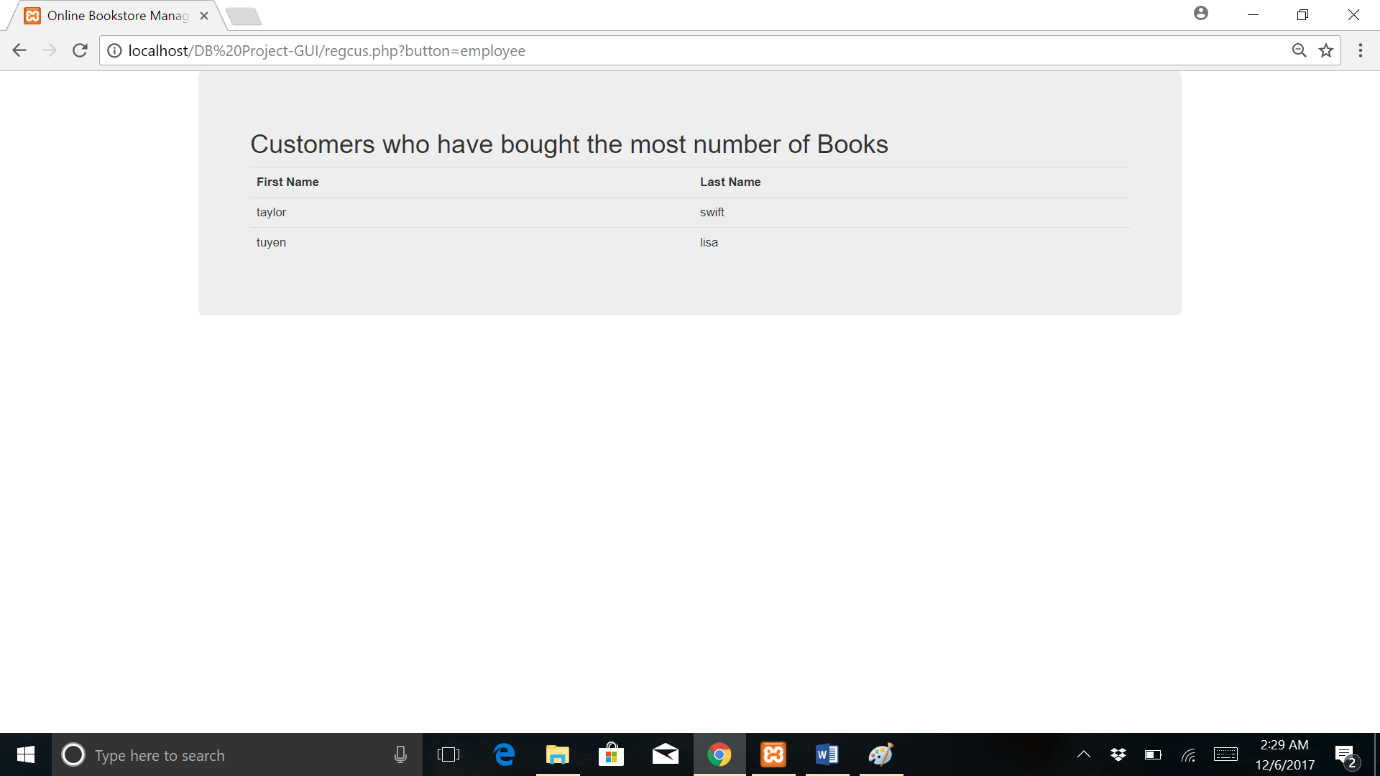 Online Bookstore Manag
localhost/DB%20Project-GUI/regcus.php?button=employee
Customers who have bought the most number of Books
First Name Last Name
taylor swift
tuyen lisa
Type here to search
2:29 AM
12/6/2017
2